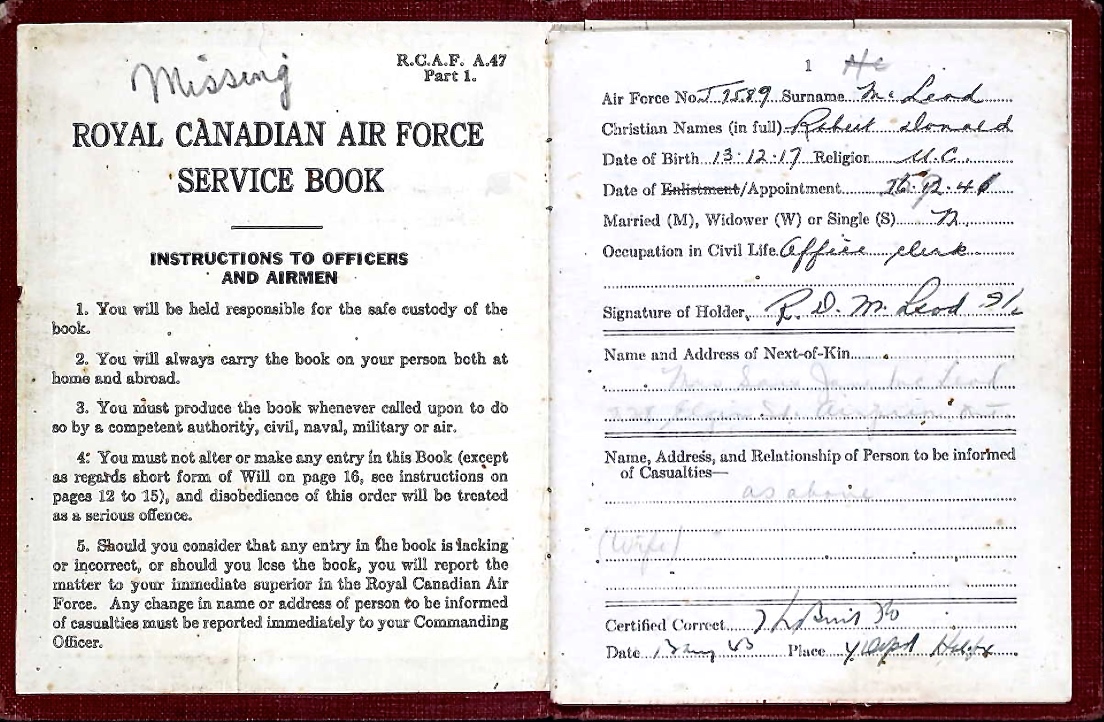 Missing
R.C.A.F. A.47
Part 1.
ROYAL CANADIAN AIR FORCE
SERVICE BOOK
INSTRUCTIONS TO OFFICERS
AND AIRMEN
1. You will be held responsible for the safe custody of the
book.
2. You will always carry the book on your person both at
home and abroad.
3. You must produce the book whenever called upon to do
so by a competent authority, civil, naval, military or air.
4. You must not alter or make any entry in this Book (except
as regards short form of Will on page 16, see instructions on
pages 12 to 15), and disobedience of this order will be treated
as a serious offence.
5. Should you consider that any entry in the book is lacking
or incorrect, or should you lose the book, you will report the
matter to your immediate superior in the Royal Canadian Air
Force. Any change in name or address of person to be informed
of casualties must be reported immediately to your Commanding
Officer.
1
Air Force No. Surname Mc Leod
Christian Names (in full) Robert Donald
Date of Birth 13.12.17 Religion U.C.
Date of Enlistment/Appointment
Married (M), Widower (W) or Single (S) M
Occupation in Civil Life Office clerk
Signature of Holder R. D. Mc Leod
Name and Address of Next-of-Kin
Mrs Jane Mc Leod
Elgin St.
Name, Address, and Relationship of Person to be informed
of Casualties—
as above
(Wife)
Certified Correct
Date 43 Place